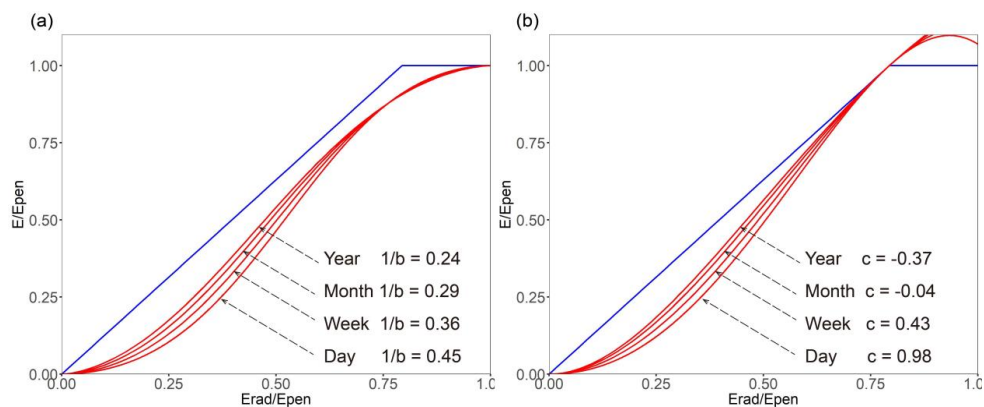 (a)
1.00
0.75
0.50
0.25
0.00
E/Epen
Year 1/b = 0.24
Month 1/b = 0.29
Week 1/b = 0.36
Day 1/b = 0.45
0.00 0.25 0.50 0.75 1.0
Erad/Epen
(b)
1.00
0.75
0.50
0.25
0.00
E/Epen
Year c = -0.37
Month c = -0.04
Week c = 0.43
Day c = 0.98
0.00 0.25 0.50 0.75 1.0
Erad/Epen